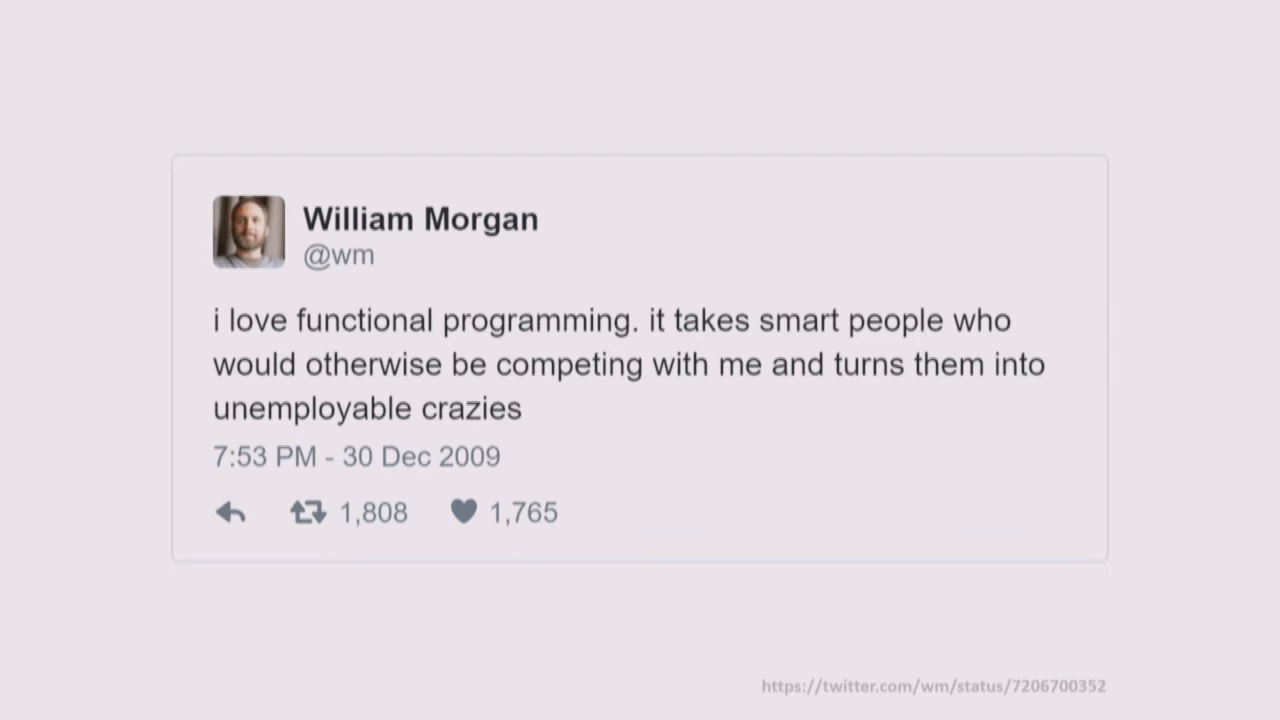 William Morgan
@wm
i love functional programming. it takes smart people who
would otherwise be competing with me and turns them into
unemployable crazies
7:53 PM - 30 Dec 2009
1,808 1,765
https://twitter.com/wm/status/7206700352